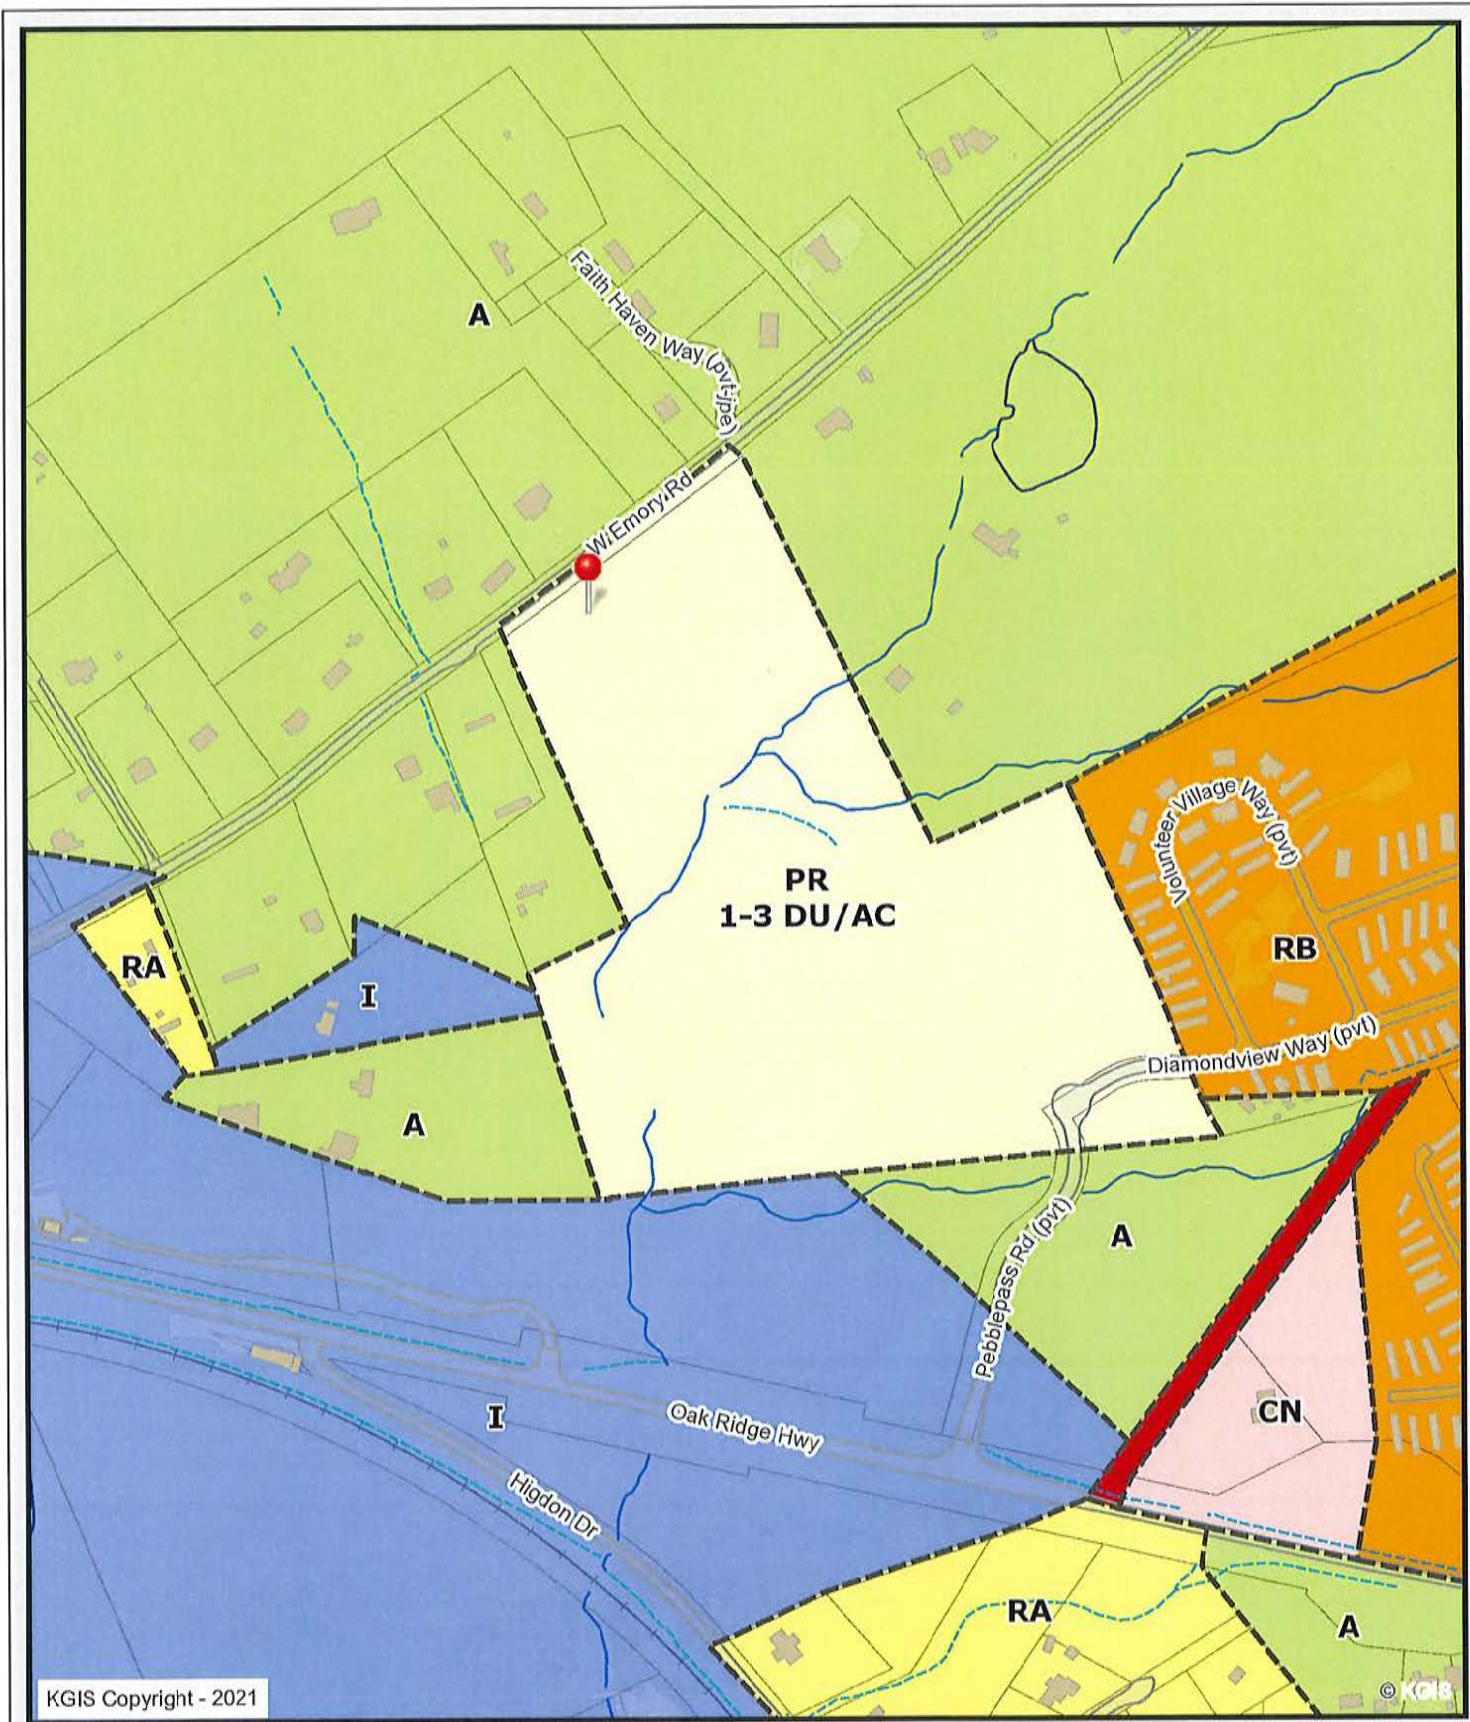 A
Faith Haven Way (pvt-jpe)
W. Emory Rd
PR
1-3 DU/AC
Volunteer Village Way (pvt)
RB
RA
I
Diamondview Way (pvt)
A
A
Pebblepass Rd (pvt)
I
Oak Ridge Hwy
CN
Higdon Dr
RA
A
KGIS Copyright - 2021
© KGIS